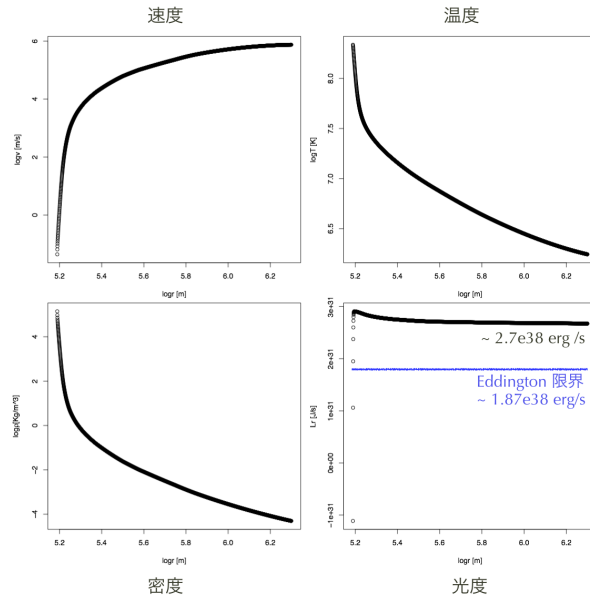 速度
温度
6
4
2
0
logv [m/s]
5.2 5.4 5.6 5.8 6.0 6.2
logr [m]
8.0
7.5
7.0
6.5
logT [K]
5.2 5.4 5.6 5.8 6.0 6.2
logr [m]
4
2
0
−2
−4
logρ[Kg/m^3]
5.2 5.4 5.6 5.8 6.0 6.2
logr [m]
3e+31
2e+31
1e+31
0e+00
−1e+31
Lr [J/s]
~ 2.7e38 erg /s
Eddington 限界
~ 1.87e38 erg/s
5.2 5.4 5.6 5.8 6.0 6.2
logr [m]
密度
光度